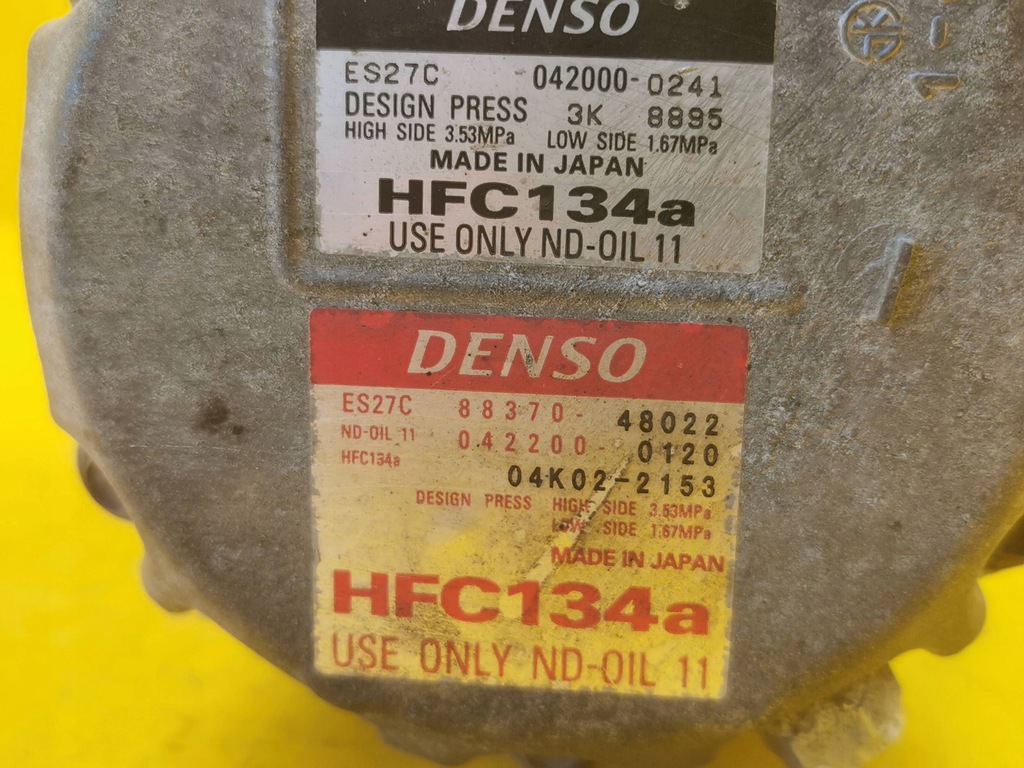 DENSO
ES27C 042000-0241
DESIGN PRESS 3K 8895
HIGH SIDE 3.53MPa LOW SIDE 1.67MPa
MADE IN JAPAN
HFC134a
USE ONLY ND-OIL 11
DENSO
ES27C 88370-48022
ND-OIL 11 042200-0120
HFC134a
04K02-2153
DESIGN PRESS HIGH SIDE 3.53MPa
LOW SIDE 1.67MPa
MADE IN JAPAN
HFC134a
USE ONLY ND-OIL 11